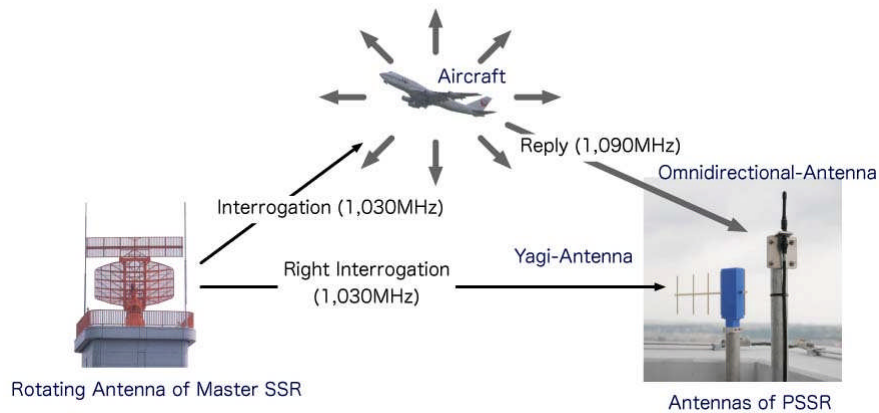 Aircraft
Reply (1,090MHz)
Omnidirectional-Antenna
Interrogation (1,030MHz)
Right Interrogation
(1,030MHz)
Yagi-Antenna
Rotating Antenna of Master SSR
Antennas of PSSR